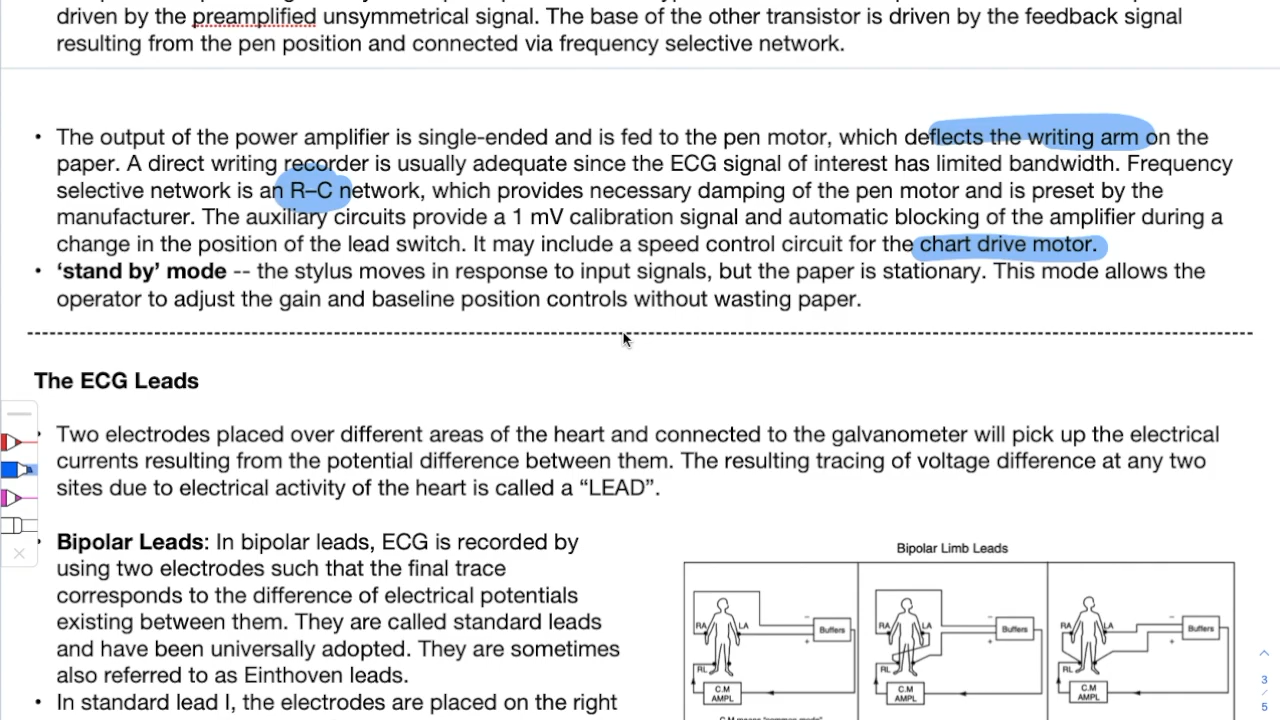 driven by the preamplified unsymmetrical signal. The base of the other transistor is driven by the feedback signal
resulting from the pen position and connected via frequency selective network.
• The output of the power amplifier is single-ended and is fed to the pen motor, which deflects the writing arm on the
paper. A direct writing recorder is usually adequate since the ECG signal of interest has limited bandwidth. Frequency
selective network is an R–C network, which provides necessary damping of the pen motor and is preset by the
manufacturer. The auxiliary circuits provide a 1 mV calibration signal and automatic blocking of the amplifier during a
change in the position of the lead switch. It may include a speed control circuit for the chart drive motor.
• ‘stand by’ mode -- the stylus moves in response to input signals, but the paper is stationary. This mode allows the
operator to adjust the gain and baseline position controls without wasting paper.
The ECG Leads
• Two electrodes placed over different areas of the heart and connected to the galvanometer will pick up the electrical
currents resulting from the potential difference between them. The resulting tracing of voltage difference at any two
sites due to electrical activity of the heart is called a “LEAD”.
• Bipolar Leads: In bipolar leads, ECG is recorded by
using two electrodes such that the final trace
corresponds to the difference of electrical potentials
existing between them. They are called standard leads
and have been universally adopted. They are sometimes
also referred to as Einthoven leads.
• In standard lead I, the electrodes are placed on the right
Bipolar Limb Leads
RA LA Buffers
RL
C.M
AMPL
RA LA Buffers
RL
C.M
AMPL
RA LA Buffers
RL
C.M
AMPL
C.M means "common mode"
3
/
5